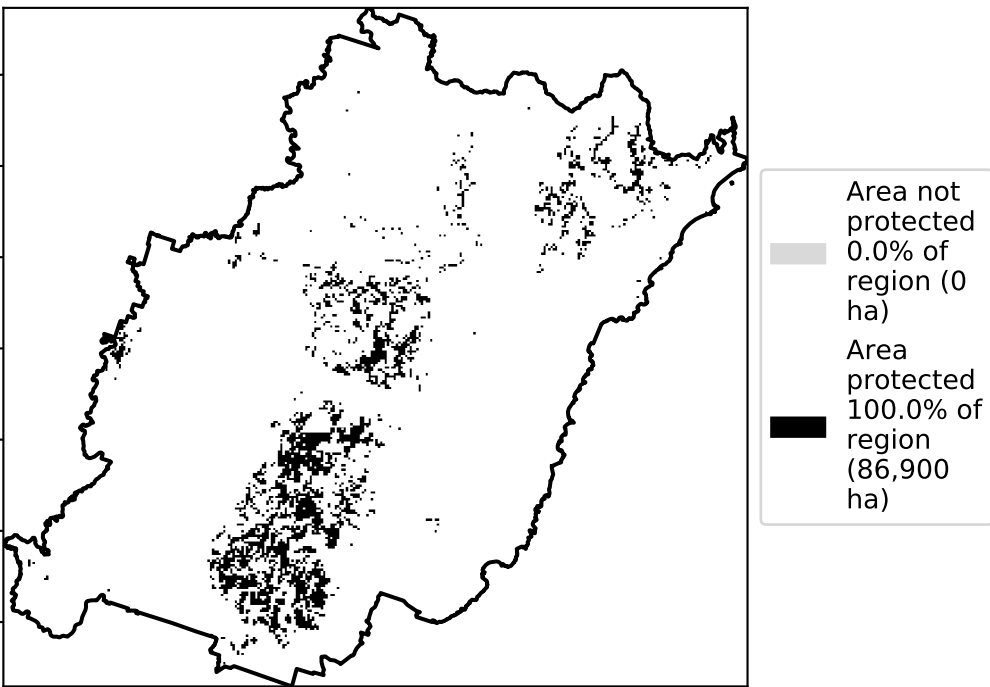 Area not
protected
0.0% of
region (0
ha)
Area
protected
100.0% of
region
(86,900
ha)